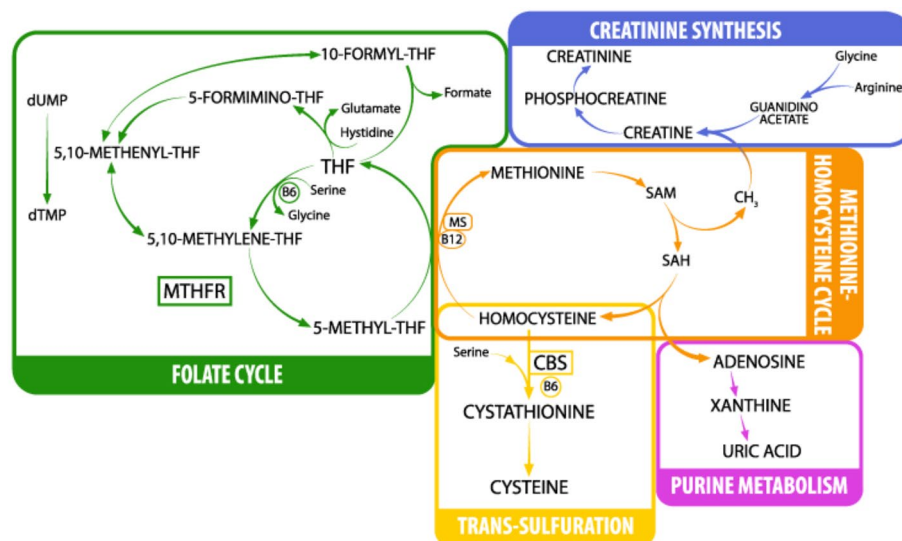 CREATININE SYNTHESIS
CREATININE
Glycine
Arginine
PHOSPHOCREATINE
GUANIDINO
ACETATE
CREATINE
10-FORMYL-THF
dUMP
5-FORMIMINO-THF
Glutamate
Formate
Hystidine
5,10-METHENYL-THF
THF
B6
Serine
Glycine
dTMP
5,10-METHYLENE-THF
MTHFR
5-METHYL-THF
FOLATE CYCLE
METHIONINE
SAM
CH3
MS
B12
SAH
HOMOCYSTEINE
METHIONINE-
HOMOCYSTEINE CYCLE
Serine
CBS
B6
CYSTATHIONINE
CYSTEINE
TRANS-SULFURATION
ADENOSINE
XANTHINE
URIC ACID
PURINE METABOLISM